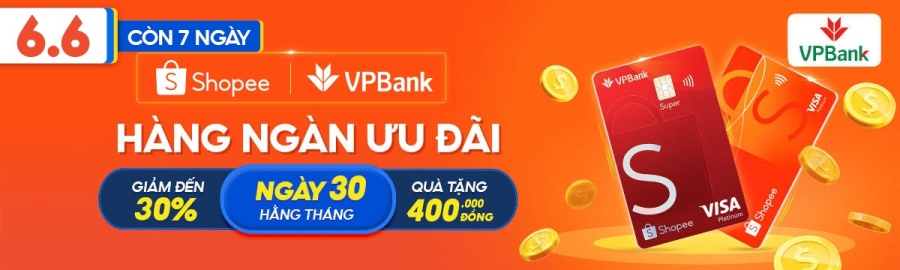 6.6
CÒN 7 NGÀY
Shopee | VPBank
HÀNG NGÀN ƯU ĐÃI
GIẢM ĐẾN
30%
NGÀY 30
HẰNG THÁNG
QUÀ TẶNG
400.000
ĐỒNG
VPBank
Super
S
VISA
Platinum
Shopee
VISA
Platinum
Shopee
VPBank